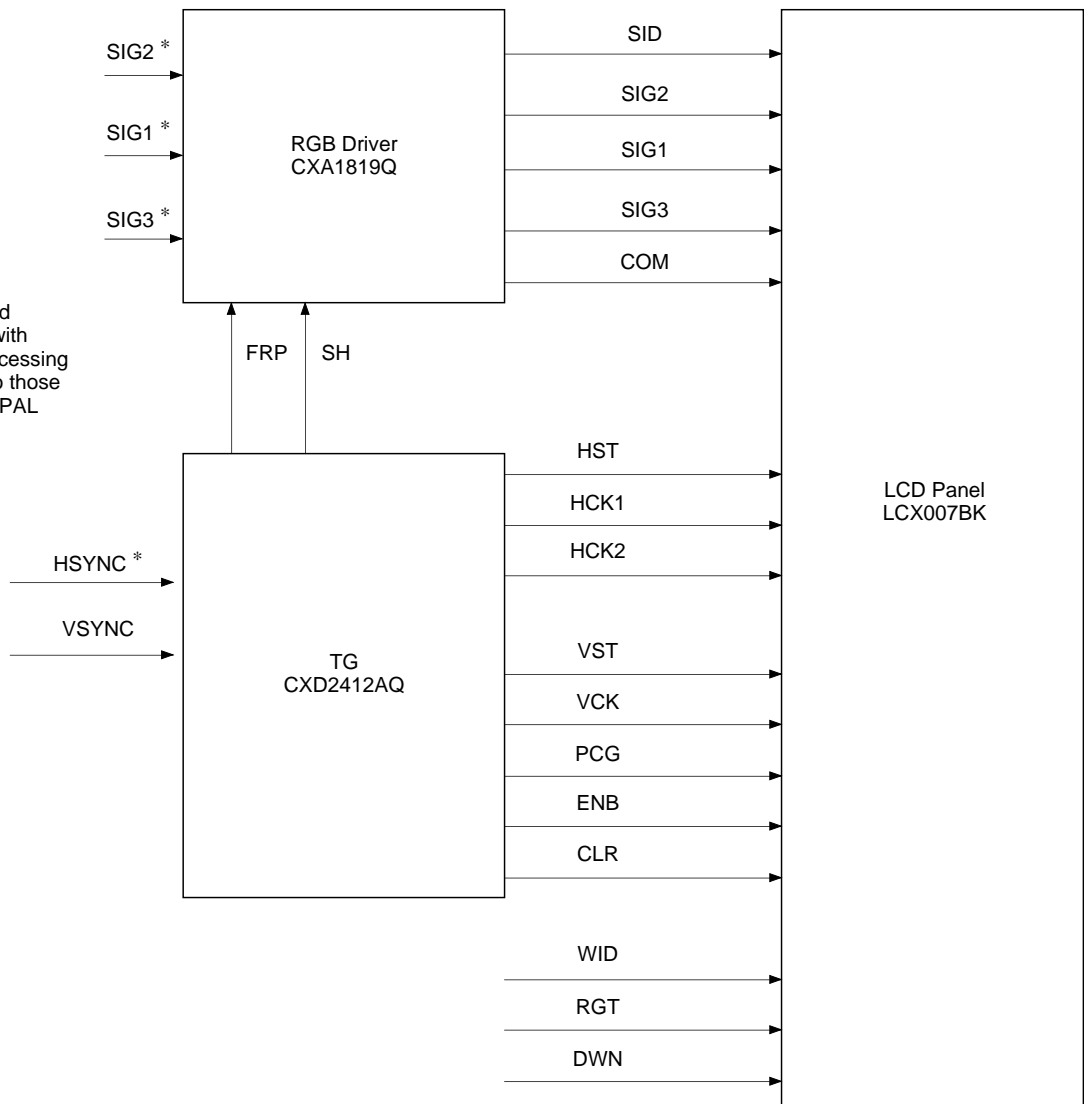 SIG2 *
SIG1 *
SIG3 *
RGB Driver
CXA1819Q
SID
SIG2
SIG1
SIG3
COM
FRP
SH
with
cessing
those
PAL
HSYNC *
VSYNC
TG
CXD2412AQ
HST
HCK1
HCK2
VST
VCK
PCG
ENB
CLR
WID
RGT
DWN
LCD Panel
LCX007BK